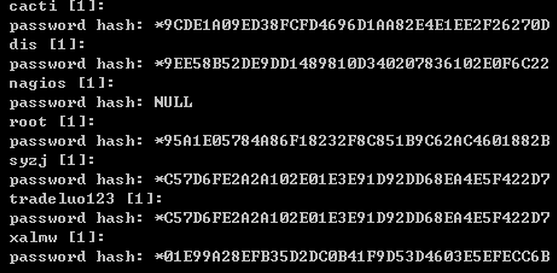 cacti [1]:
password hash: *9CDE1A09ED38FCFD4696D1AA82E4E1EE2F26270D
dis [1]:
password hash: *9EE58B52DE9DD1489810D340207836102E0F6C22
nagios [1]:
password hash: NULL
root [1]:
password hash: *95A1E05784A86F18232F8C851B9C62AC4601882B
syzj [1]:
password hash: *C57D6FE2A2A102E01E3E91D92DD68EA4E5F422D7
tradeluo123 [1]:
password hash: *C57D6FE2A2A102E01E3E91D92DD68EA4E5F422D7
xalmw [1]:
password hash: *01E99A28EFB35D2DC0B41F9D53D4603E5EFECC6B